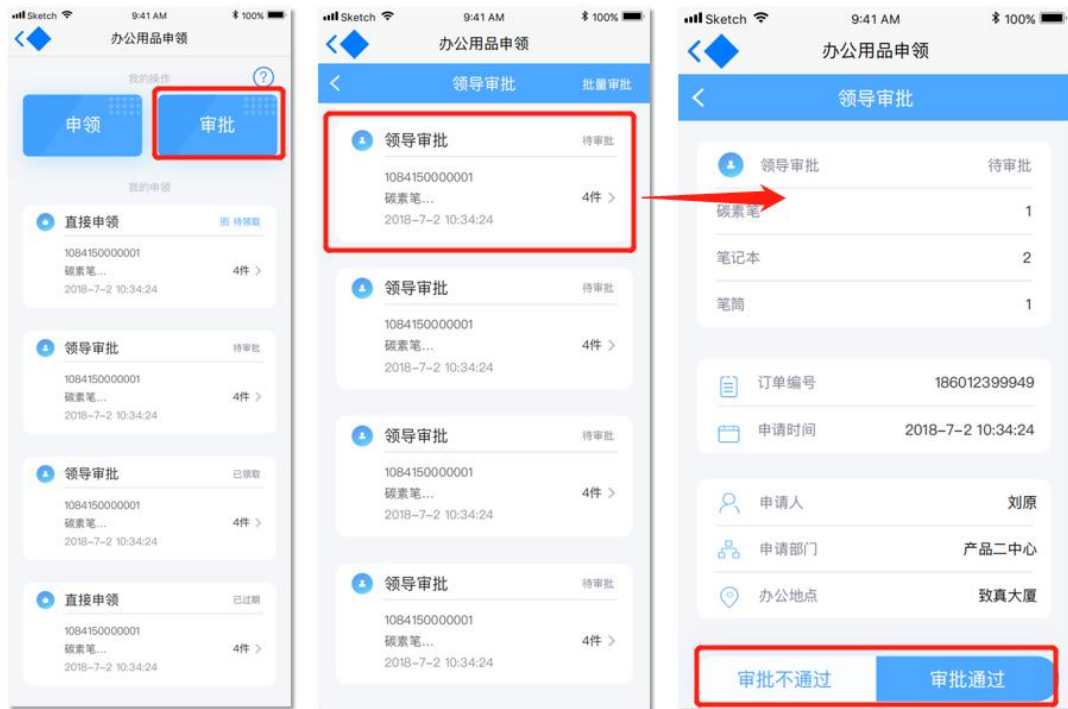 Sketch 9:41 AM 100%
办公用品申领
我的操作 ?
申领 审批
我的申领
直接申领 待领取
1084150000001
碳素笔... 4件
2018-7-2 10:34:24
领导审批 待审批
1084150000001
碳素笔... 4件
2018-7-2 10:34:24
领导审批 已领取
1084150000001
碳素笔... 4件
2018-7-2 10:34:24
直接申领 已过期
1084150000001
碳素笔... 4件
2018-7-2 10:34:24
Sketch 9:41 AM 100%
办公用品申领
领导审批 批量审批
领导审批 待审批
1084150000001
碳素笔... 4件
2018-7-2 10:34:24
领导审批 待审批
1084150000001
碳素笔... 4件
2018-7-2 10:34:24
领导审批 待审批
1084150000001
碳素笔... 4件
2018-7-2 10:34:24
领导审批 待审批
1084150000001
碳素笔... 4件
2018-7-2 10:34:24
Sketch 9:41 AM 100%
办公用品申领
领导审批
领导审批 待审批
碳素笔 1
笔记本 2
笔筒 1
订单编号 186012399949
申请时间 2018-7-2 10:34:24
申请人 刘原
申请部门 产品二中心
办公地点 致真大厦
审批不通过 审批通过